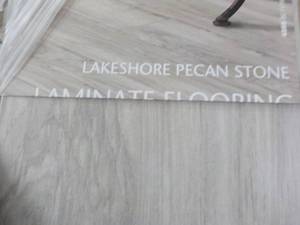 LAKESHORE PECAN STONE
LAMINATE FLOORING